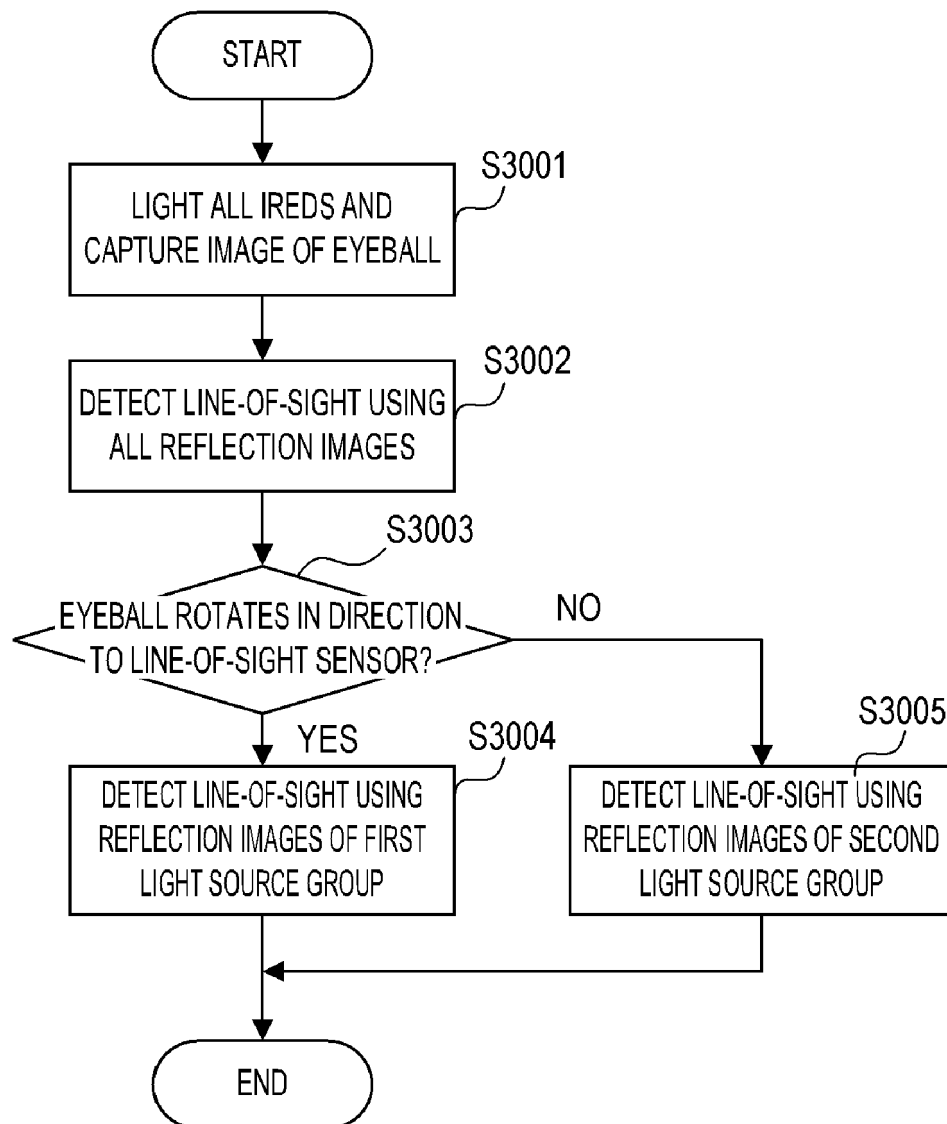 START
S3001
LIGHT ALL IREDS AND
CAPTURE IMAGE OF EYEBALL
S3002
DETECT LINE-OF-SIGHT USING
ALL REFLECTION IMAGES
S3003
EYEBALL ROTATES IN DIRECTION
TO LINE-OF-SIGHT SENSOR?
NO
YES
S3004
DETECT LINE-OF-SIGHT USING
REFLECTION IMAGES OF FIRST
LIGHT SOURCE GROUP
S3005
DETECT LINE-OF-SIGHT USING
REFLECTION IMAGES OF SECOND
LIGHT SOURCE GROUP
END